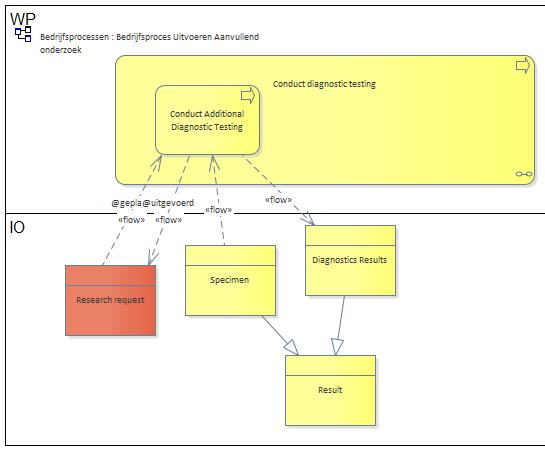 WP
Bedrijfsprocessen : Bedrijfsproces Uitvoeren Aanvullend
onderzoek
Conduct diagnostic testing
Conduct Additional
Diagnostic Testing
@gepla@uitgevoerd
«flow»
«flow»
«flow»
«flow»
IO
Research request
Specimen
Diagnostics Results
Result